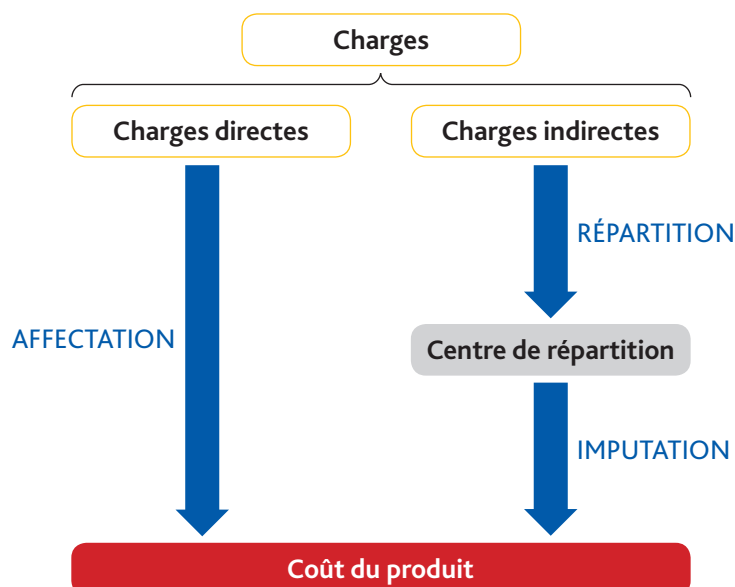 Charges
Charges directes
Charges indirectes
RÉPARTITION
AFFECTATION
Centre de répartition
IMPUTATION
Coût du produit